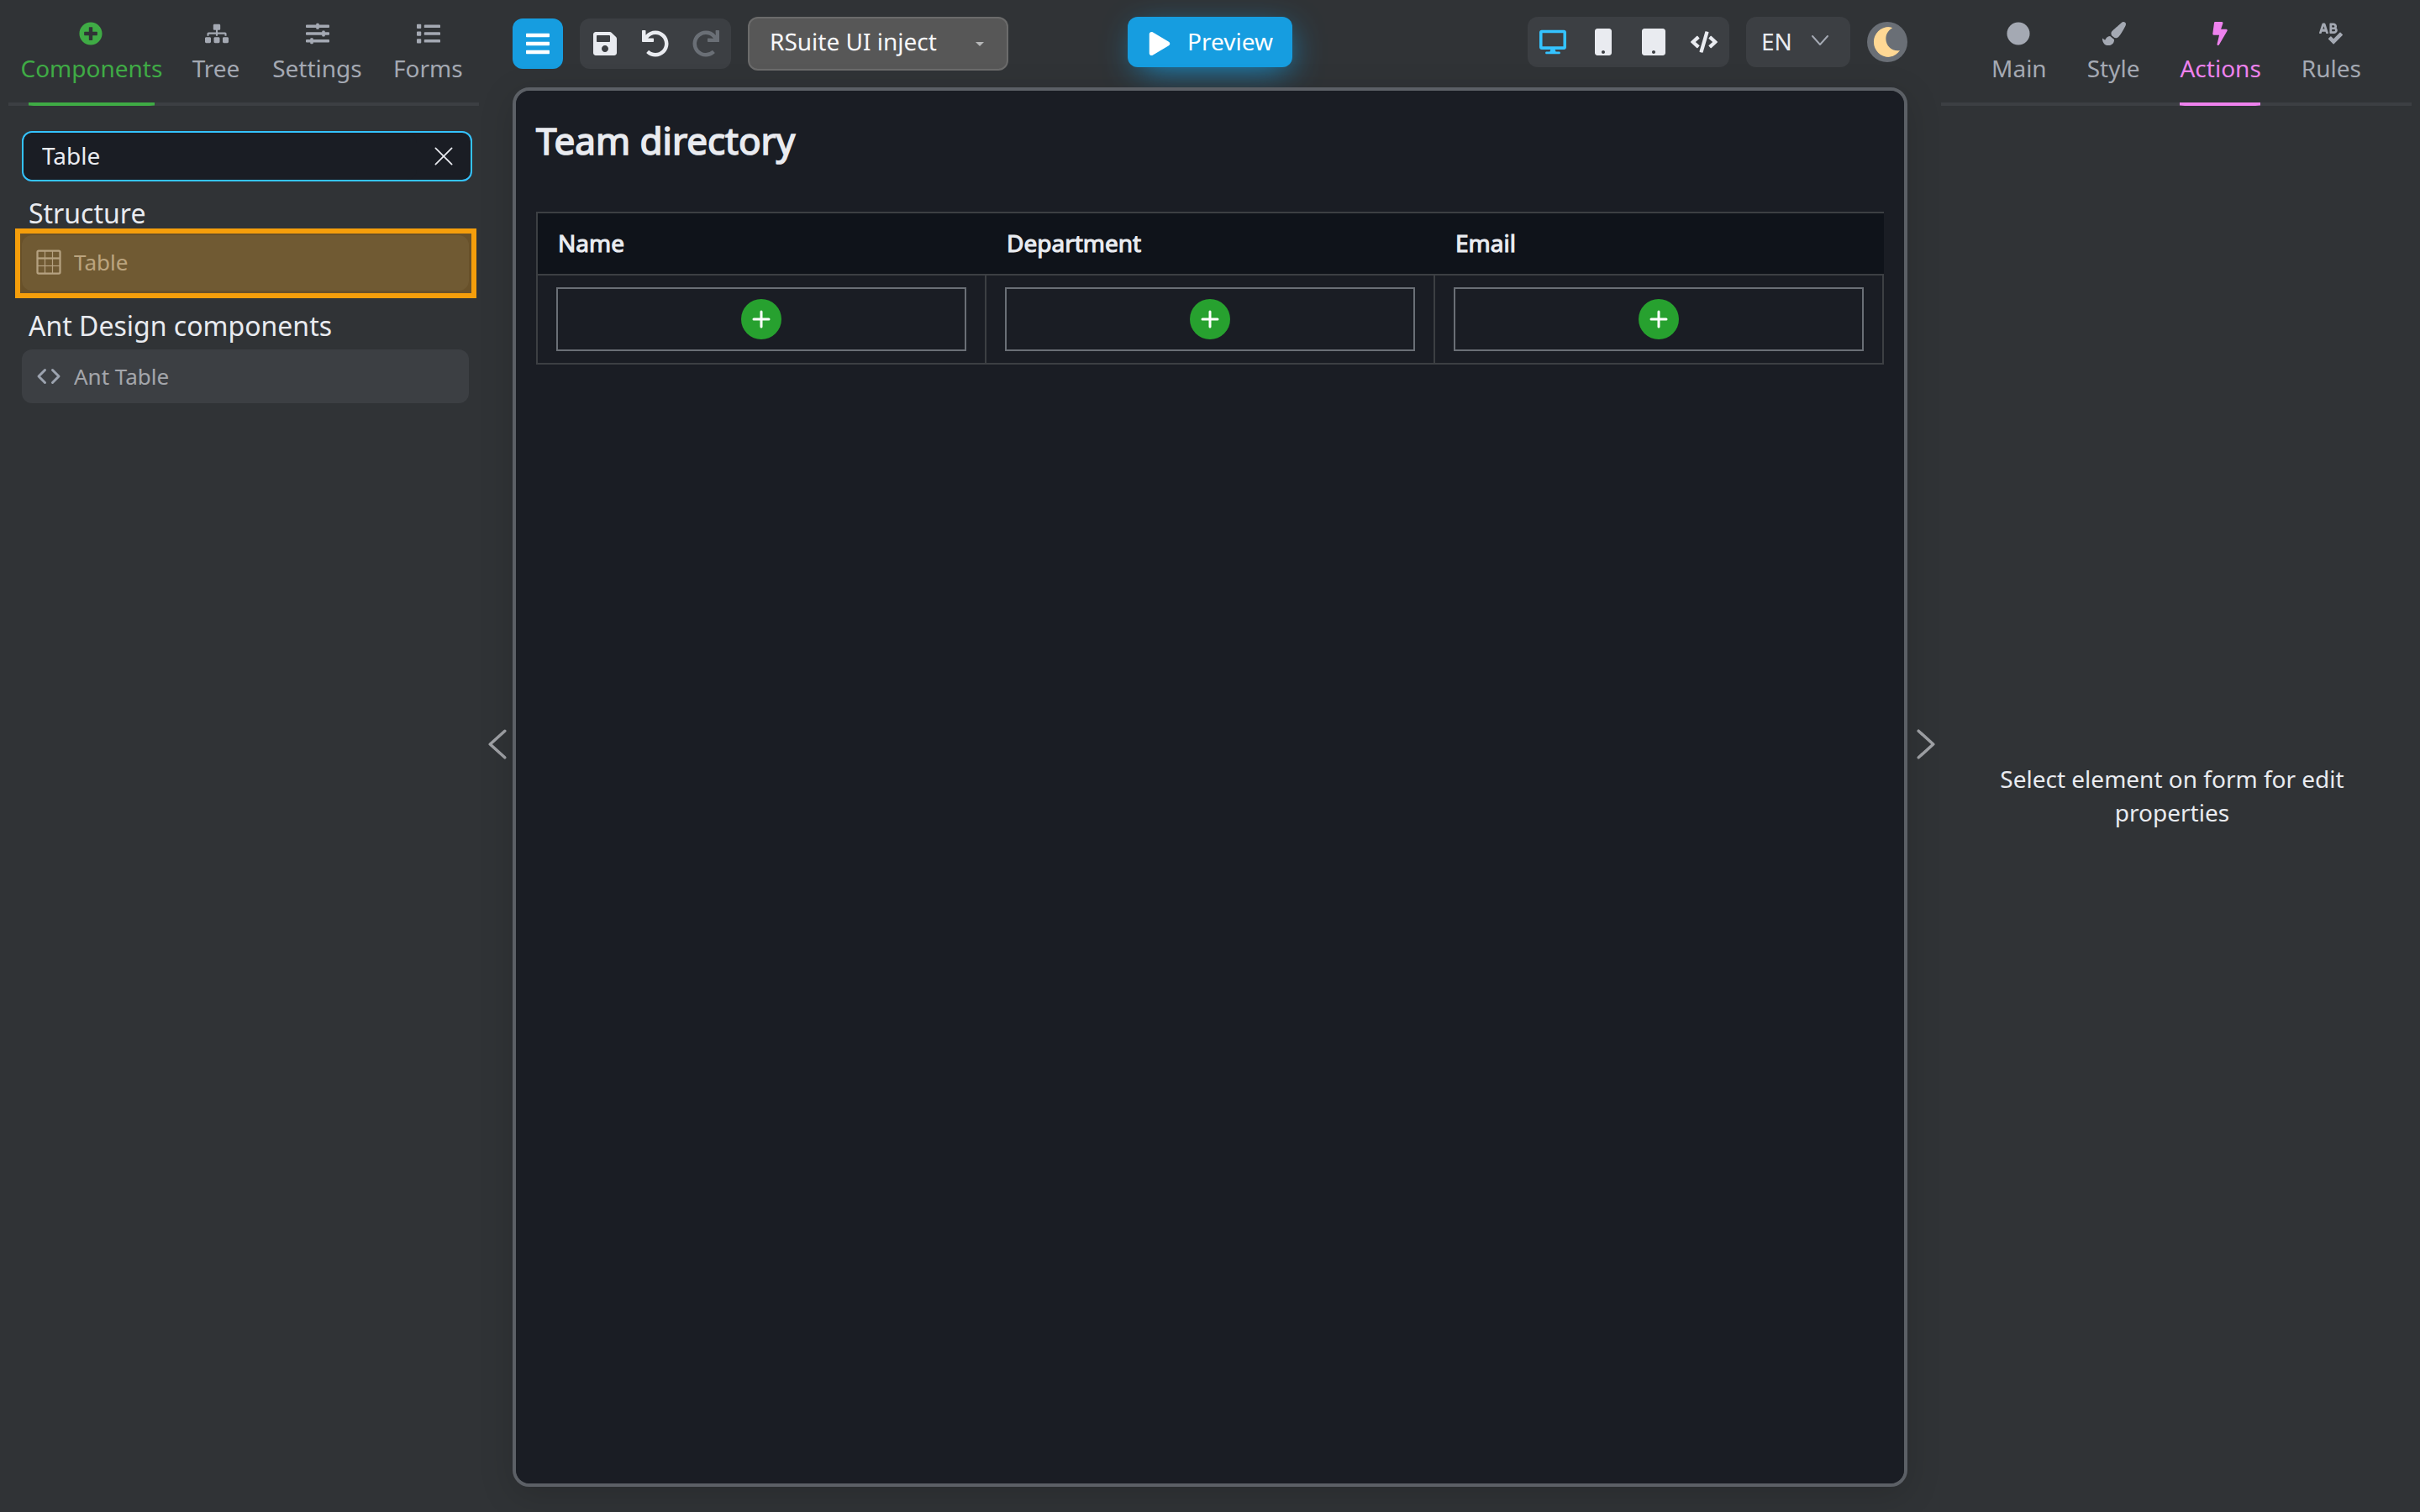 Components
Tree
Settings
Forms
RSuite UI inject
Preview
EN
Main
Style
Actions
AB
Rules
Table
Structure
Table
Ant Design components
Ant Table
Team directory
Name
Department
Email
Select element on form for edit
properties